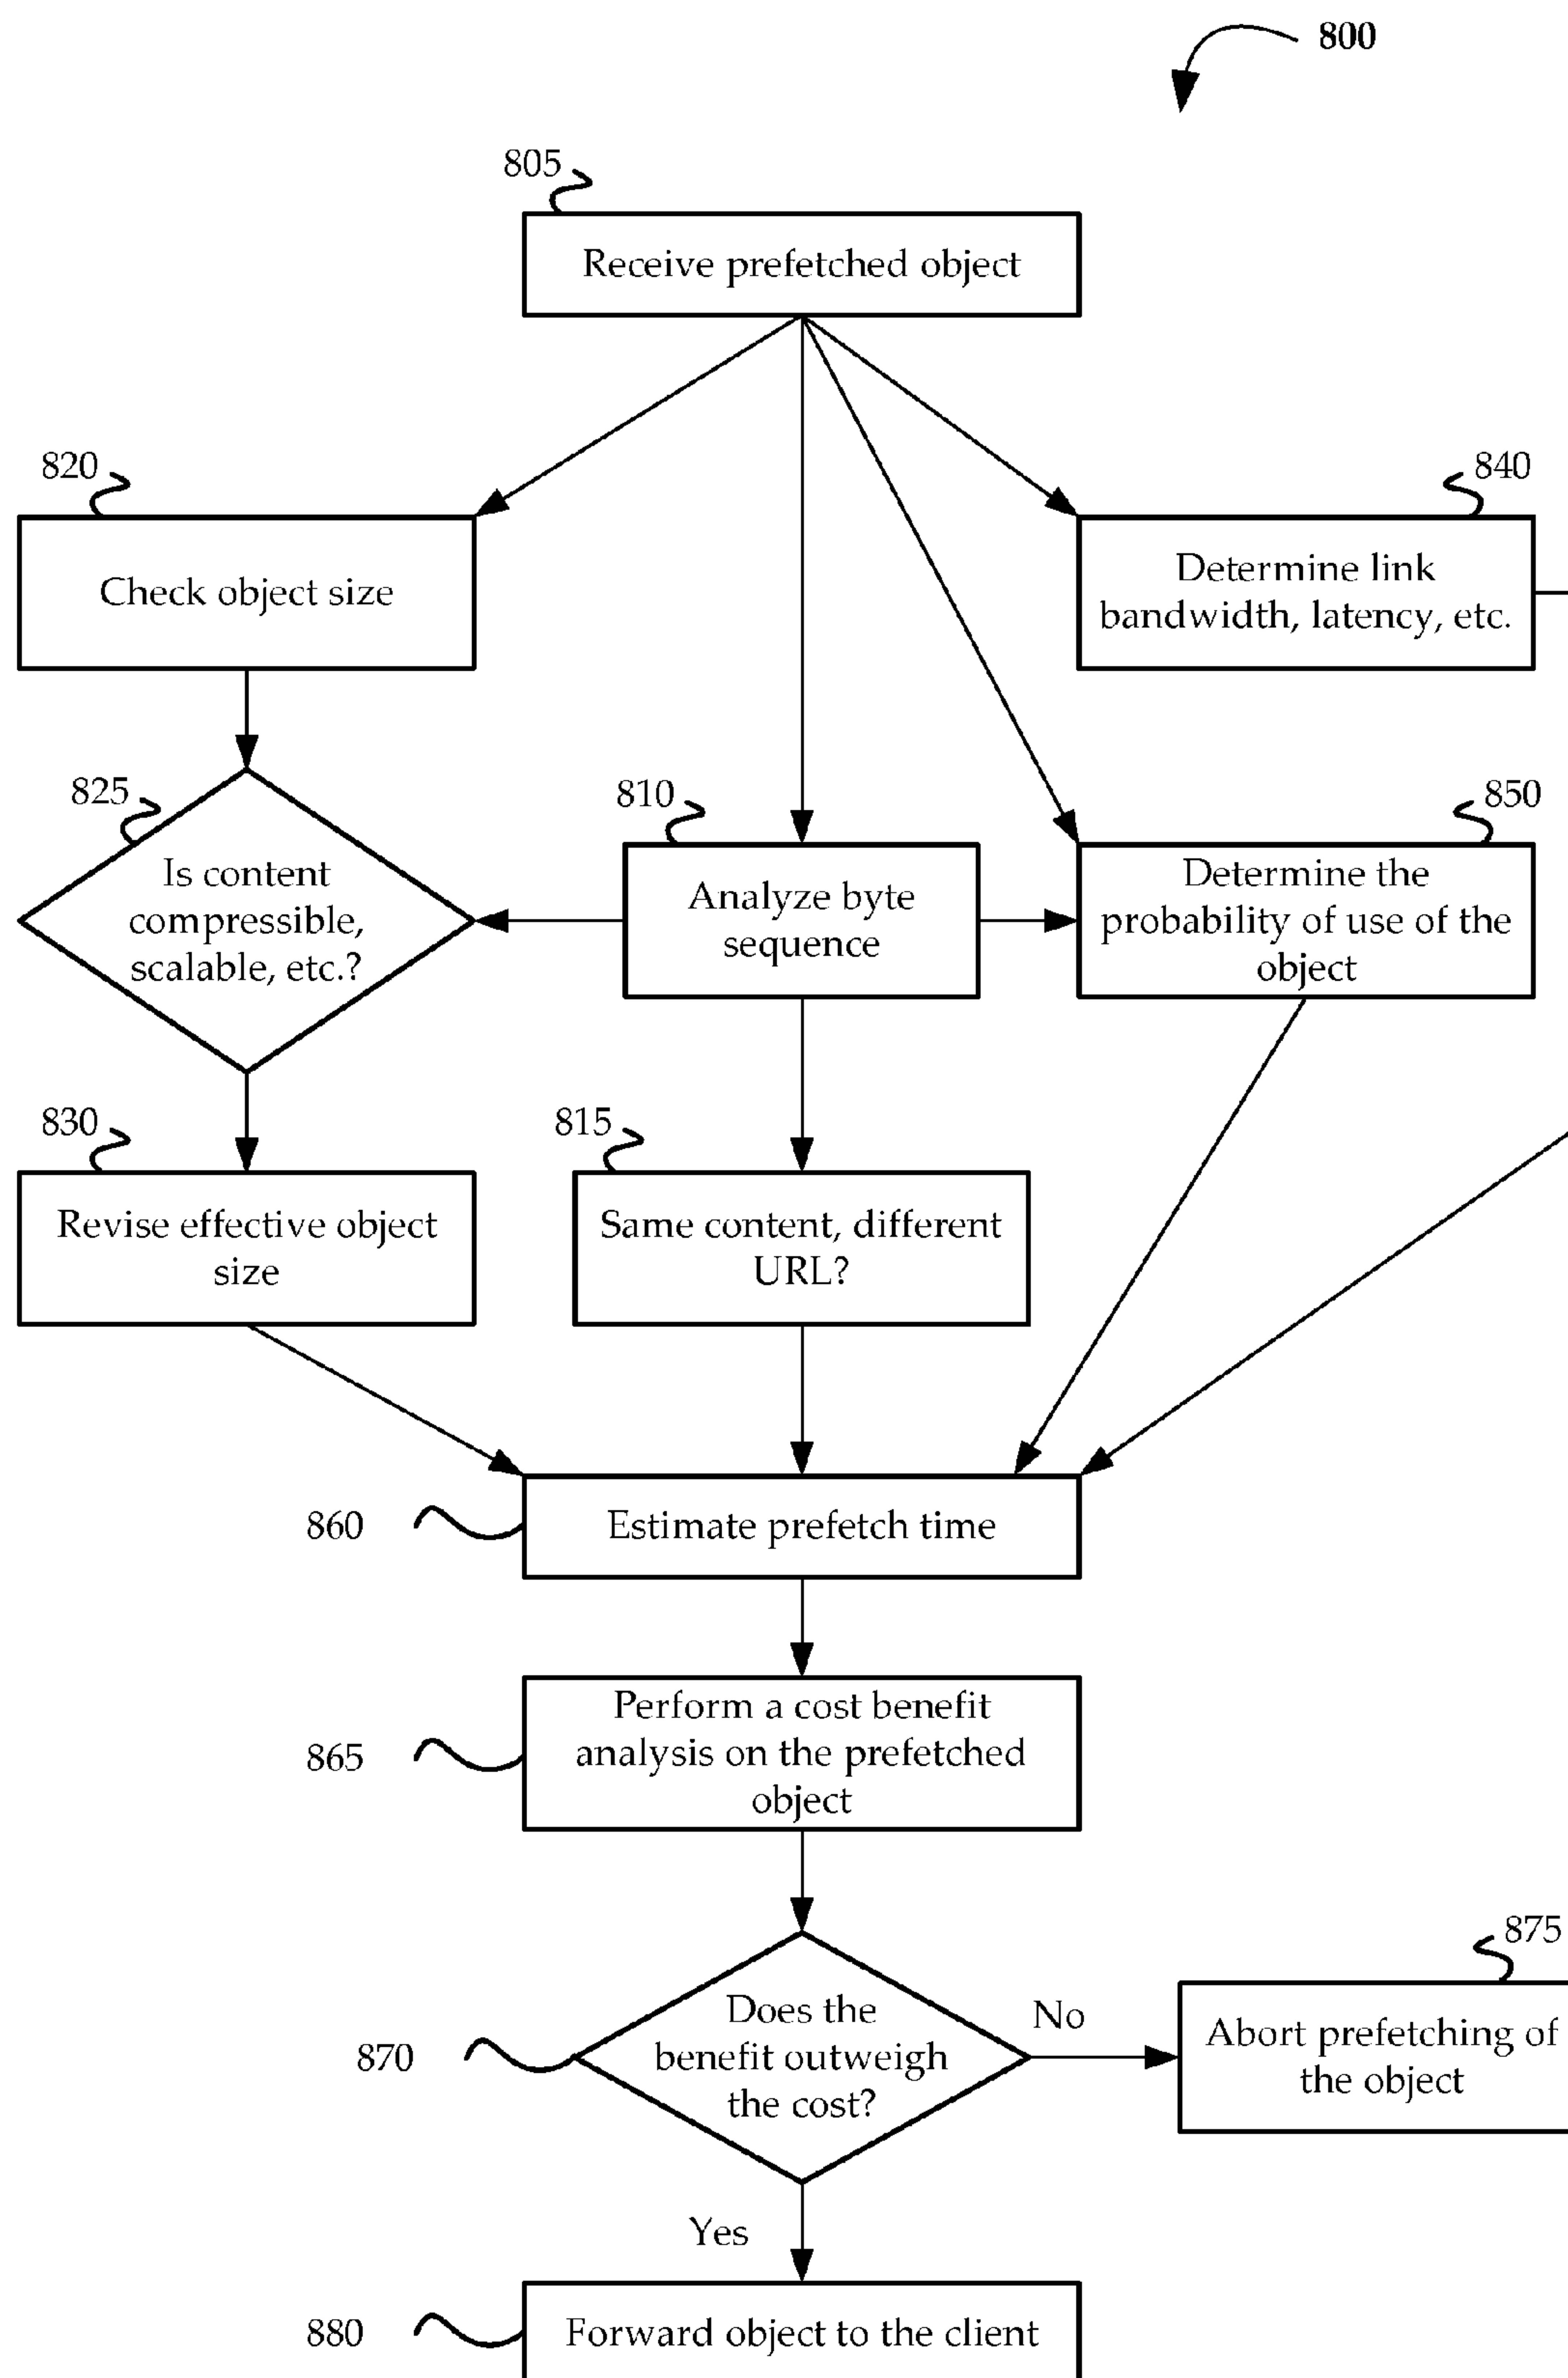 800
805
Receive prefetched object
820
Check object size
840
Determine link
bandwidth, latency, etc.
825
Is content
compressible,
scalable, etc.?
810
Analyze byte
sequence
850
Determine the
probability of use of the
object
830
Revise effective object
size
815
Same content, different
URL?
860
Estimate prefetch time
865
Perform a cost benefit
analysis on the prefetched
object
870
Does the
benefit outweigh
the cost?
No
875
Abort prefetching of
the object
Yes
880
Forward object to the client